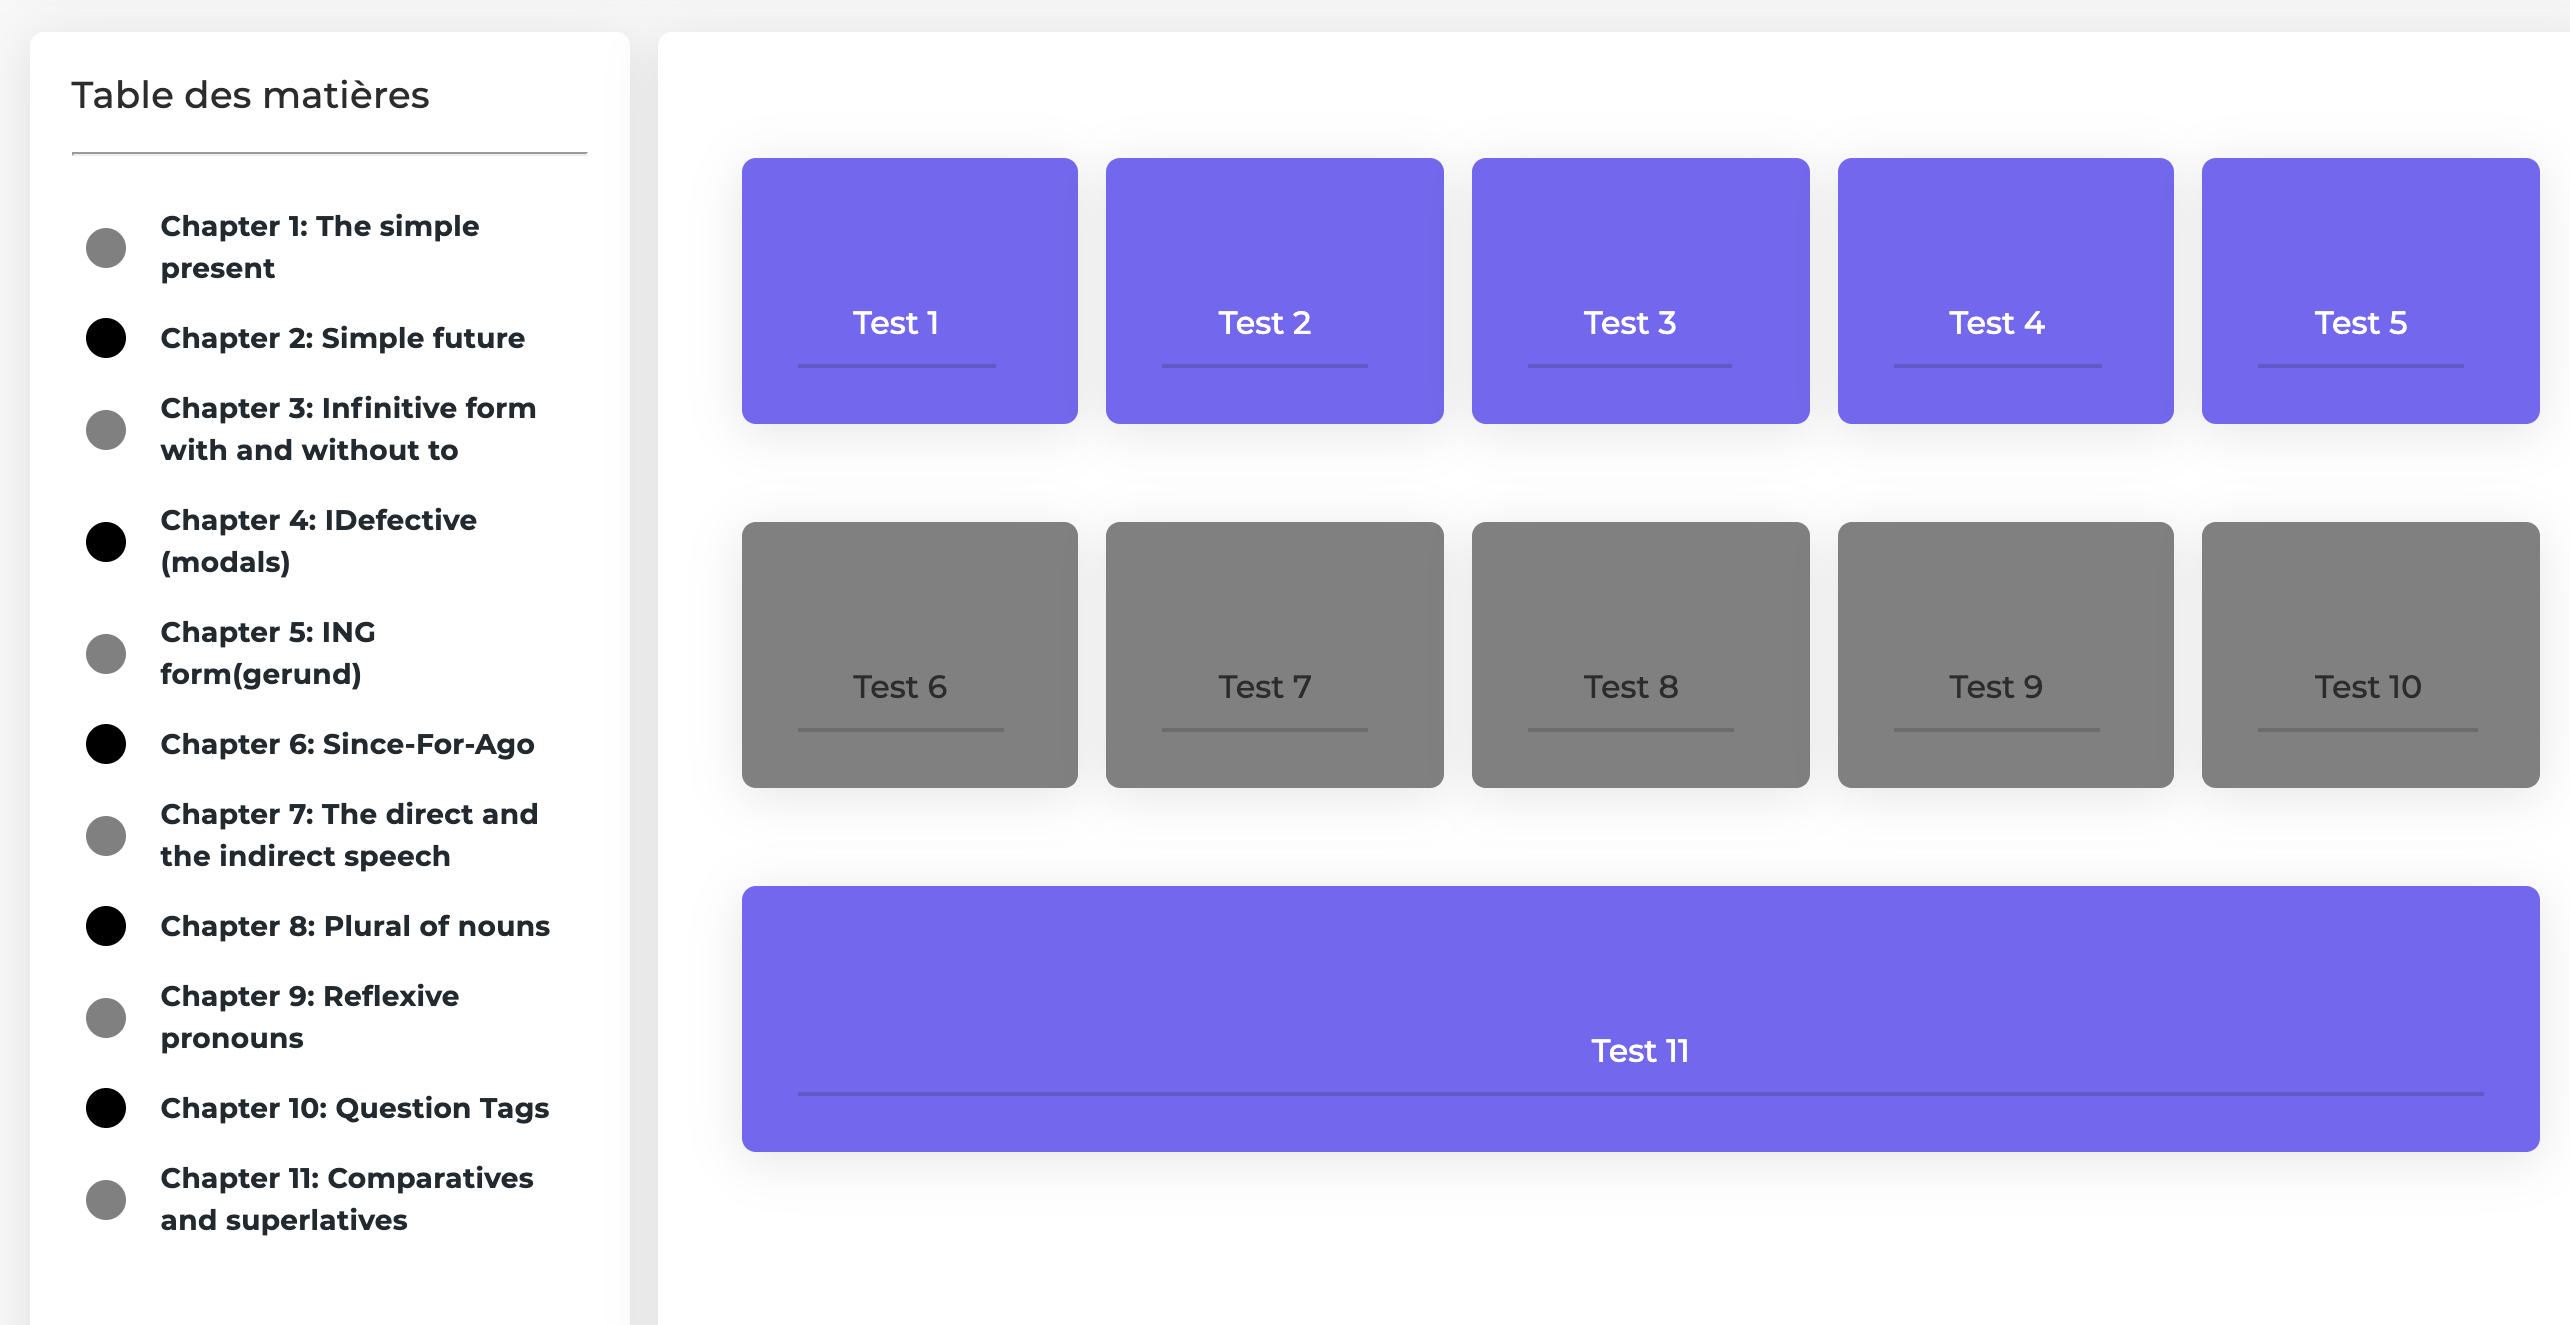 Table des matières
Chapter 1: The simple
present
Chapter 2: Simple future
Chapter 3: Infinitive form
with and without to
Chapter 4: IDefective
(modals)
Chapter 5: ING
form(gerund)
Chapter 6: Since-For-Ago
Chapter 7: The direct and
the indirect speech
Chapter 8: Plural of nouns
Chapter 9: Reflexive
pronouns
Chapter 10: Question Tags
Chapter 11: Comparatives
and superlatives
Test 1
Test 2
Test 3
Test 4
Test 5
Test 6
Test 7
Test 8
Test 9
Test 10
Test 11